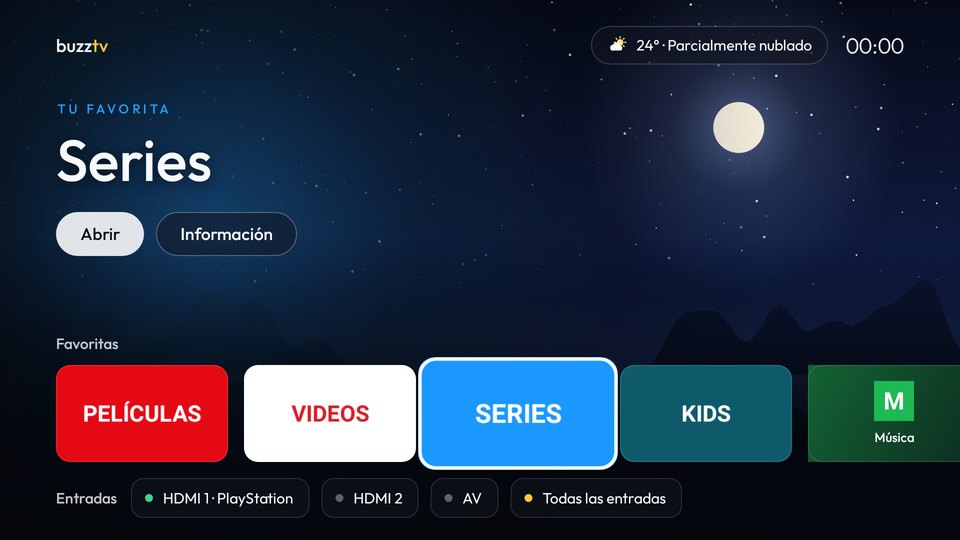 buzztv
24° · Parcialmente nublado
00:00
TU FAVORITA
Series
Abrir
Información
Favoritas
PELÍCULAS
VIDEOS
SERIES
KIDS
M
Música
Entradas
HDMI 1 · PlayStation
HDMI 2
AV
Todas las entradas